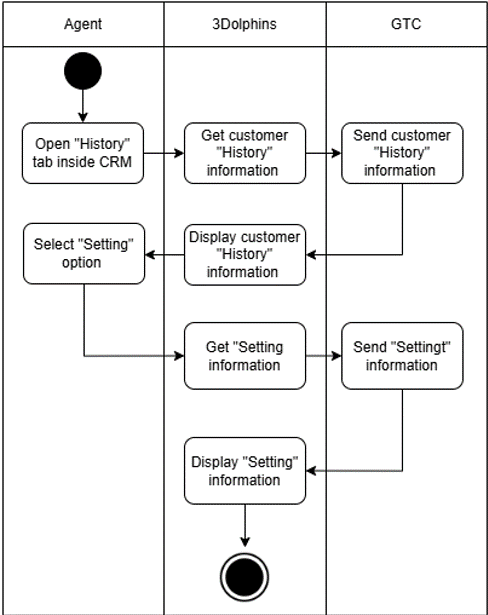 Agent
3Dolphins
GTC
Open "History"
tab inside CRM
Get customer
"History"
information
Send customer
"History"
information
Select "Setting"
option
Display customer
"History"
information
Get "Setting
information
Send "Settingt"
information
Display "Setting"
information